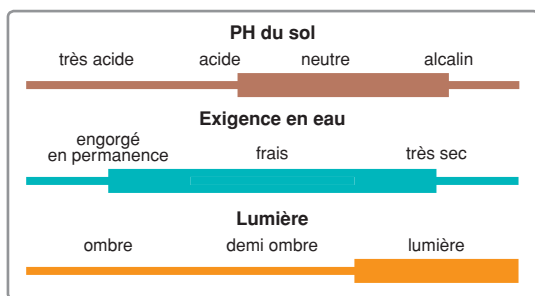 PH du sol
très acide acide neutre alcalin
Exigence en eau
engorgé
en permanence frais très sec
Lumière
ombre demi ombre lumière